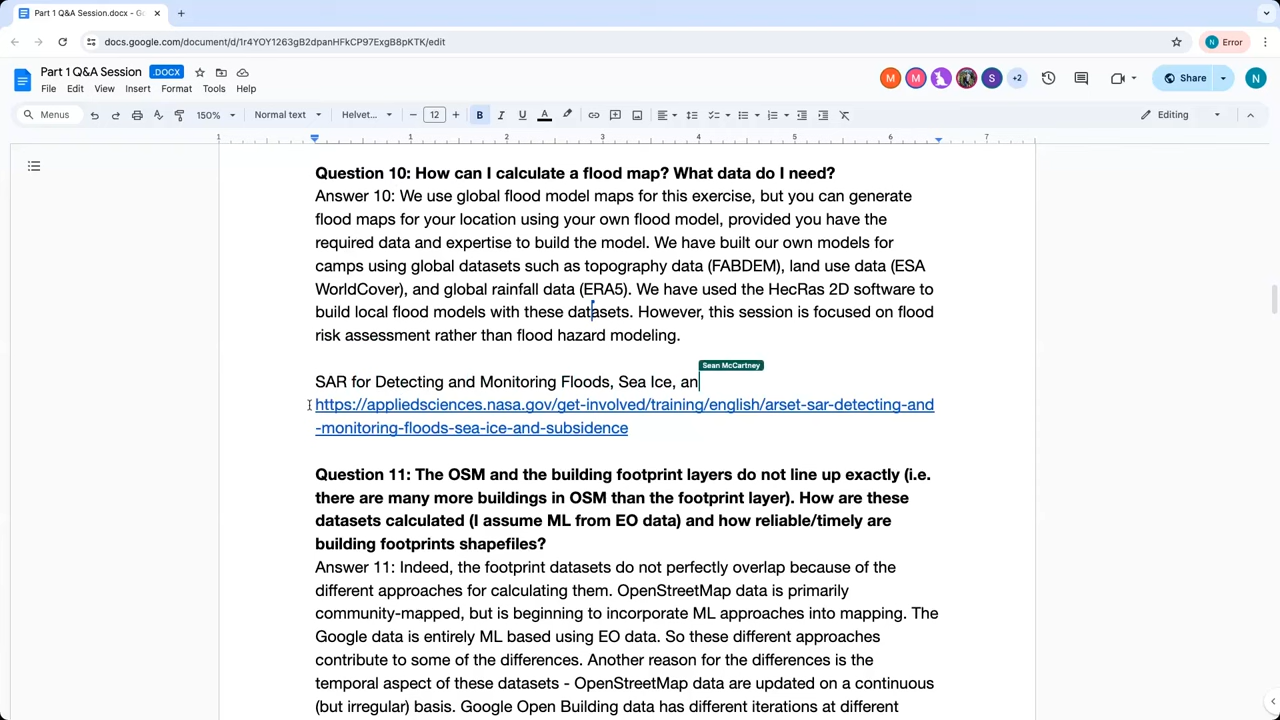 Part 1 Q&A Session.docx - Go
docs.google.com/document/d/1r4YOY1263gB2dpanHFkCP97ExgB8pKTK/edit
Error
Part 1 Q&A Session .DOCX
File Edit View Insert Format Tools Help
M M S +2 Share N
Menus 150% Normal text Helvet... 12 B I U A Editing
1 1 2 3 4 5 6 7
Question 10: How can I calculate a flood map? What data do I need?
Answer 10: We use global flood model maps for this exercise, but you can generate
flood maps for your location using your own flood model, provided you have the
required data and expertise to build the model. We have built our own models for
camps using global datasets such as topography data (FABDEM), land use data (ESA
WorldCover), and global rainfall data (ERA5). We have used the HecRas 2D software to
build local flood models with these datasets. However, this session is focused on flood
risk assessment rather than flood hazard modeling.
Sean McCartney
SAR for Detecting and Monitoring Floods, Sea Ice, an
https://appliedsciences.nasa.gov/get-involved/training/english/arset-sar-detecting-and
-monitoring-floods-sea-ice-and-subsidence
Question 11: The OSM and the building footprint layers do not line up exactly (i.e.
there are many more buildings in OSM than the footprint layer). How are these
datasets calculated (I assume ML from EO data) and how reliable/timely are
building footprints shapefiles?
Answer 11: Indeed, the footprint datasets do not perfectly overlap because of the
different approaches for calculating them. OpenStreetMap data is primarily
community-mapped, but is beginning to incorporate ML approaches into mapping. The
Google data is entirely ML based using EO data. So these different approaches
contribute to some of the differences. Another reason for the differences is the
temporal aspect of these datasets - OpenStreetMap data are updated on a continuous
(but irregular) basis. Google Open Building data has different iterations at different